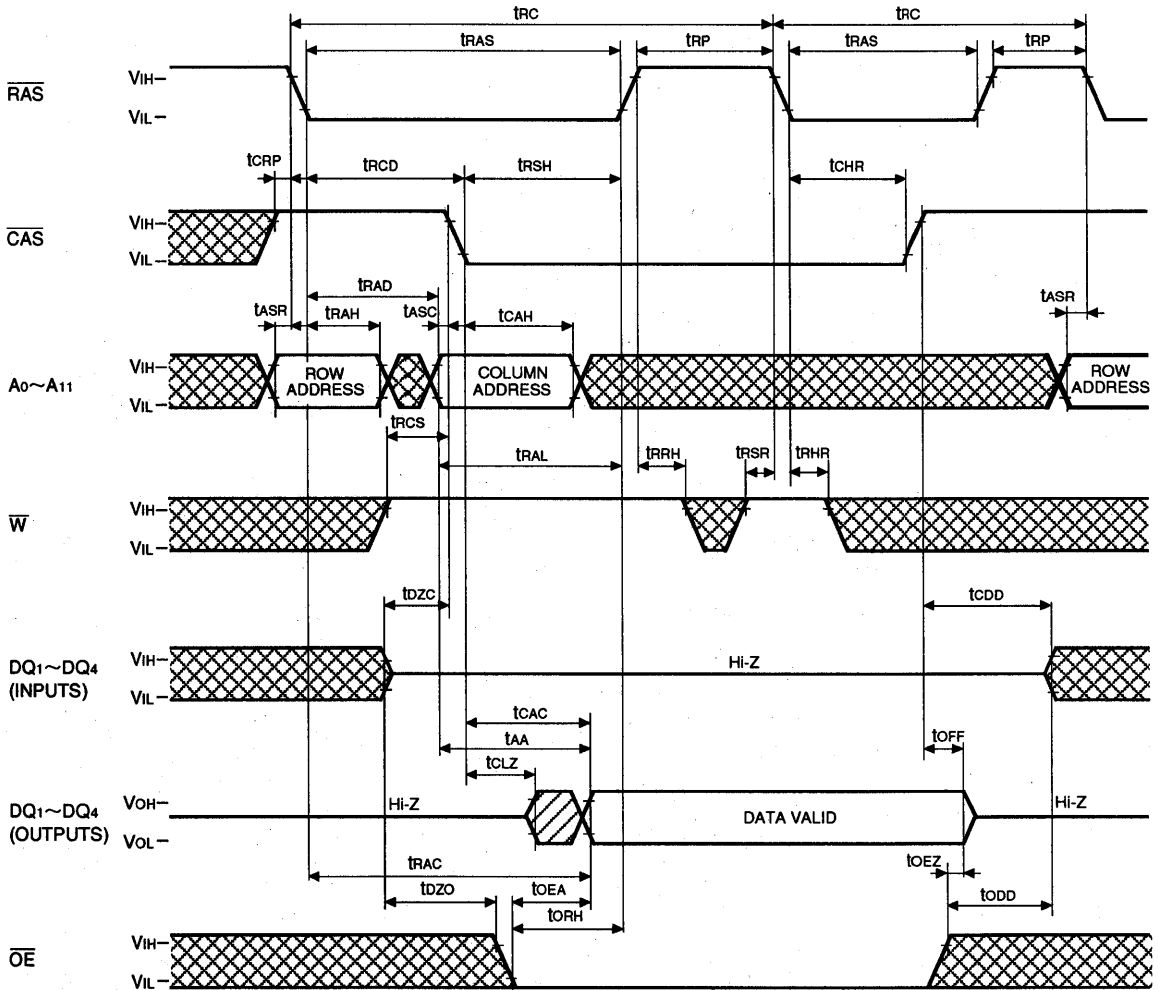 tRC tRC
tRAS tRP tRAS tRP
RAS VIH
VIL
tCRP tRCD tRSH tCHR
CAS VIH
VIL
tRAD
tASR tRAH tASC tCAH tASR
A0~A11 VIH
VIL
ROW ADDRESS
COLUMN ADDRESS
ROW ADDRESS
tRCS
tRAL tRRH tRSR tRHR
W VIH
VIL
tDZC tCDD
DQ1~DQ4
(INPUTS)
VIH
VIL
Hi-Z
tCAC
tAA tOFF
tCLZ
DQ1~DQ4
(OUTPUTS)
VOH
VOL
Hi-Z DATA VALID Hi-Z
tRAC tOEZ
tDZO tOEA tODD
tORH
OE VIH
VIL